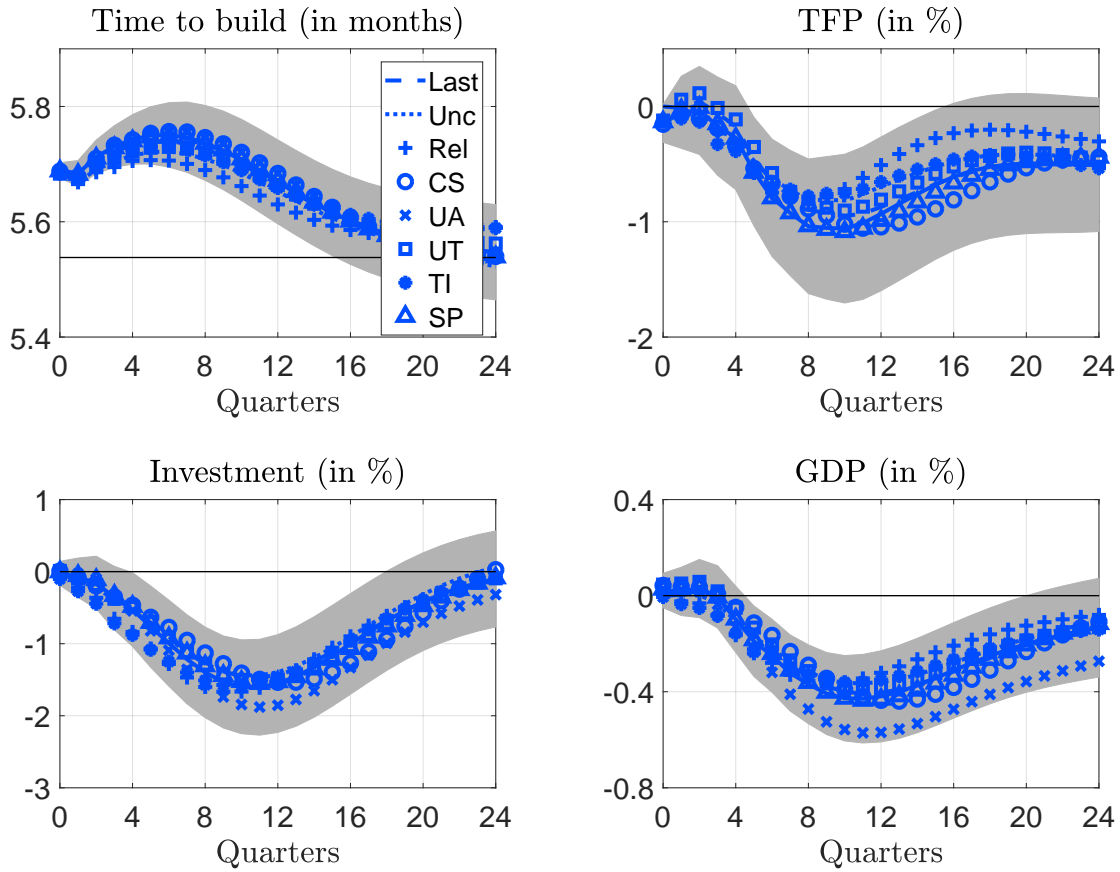 Time to build (in months)
5.8
5.6
5.4
0 4 8 12 16 20 24
Quarters
Last
Unc
Rel
CS
UA
UT
TI
SP
TFP (in %)
0
-1
-2
0 4 8 12 16 20 24
Quarters
Investment (in %)
1
0
-1
-2
-3
0 4 8 12 16 20 24
Quarters
GDP (in %)
0.4
0
-0.4
-0.8
0 4 8 12 16 20 24
Quarters